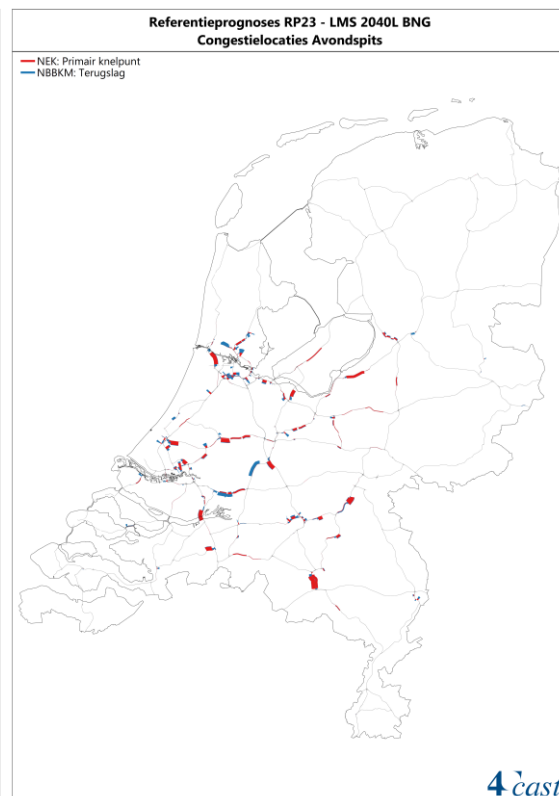 Referentieprognoses RP23 - LMS 2040L BNG
Congestielocaties Avondspits
NEK: Primair knelpunt
NBBKM: Terugslag
4cast